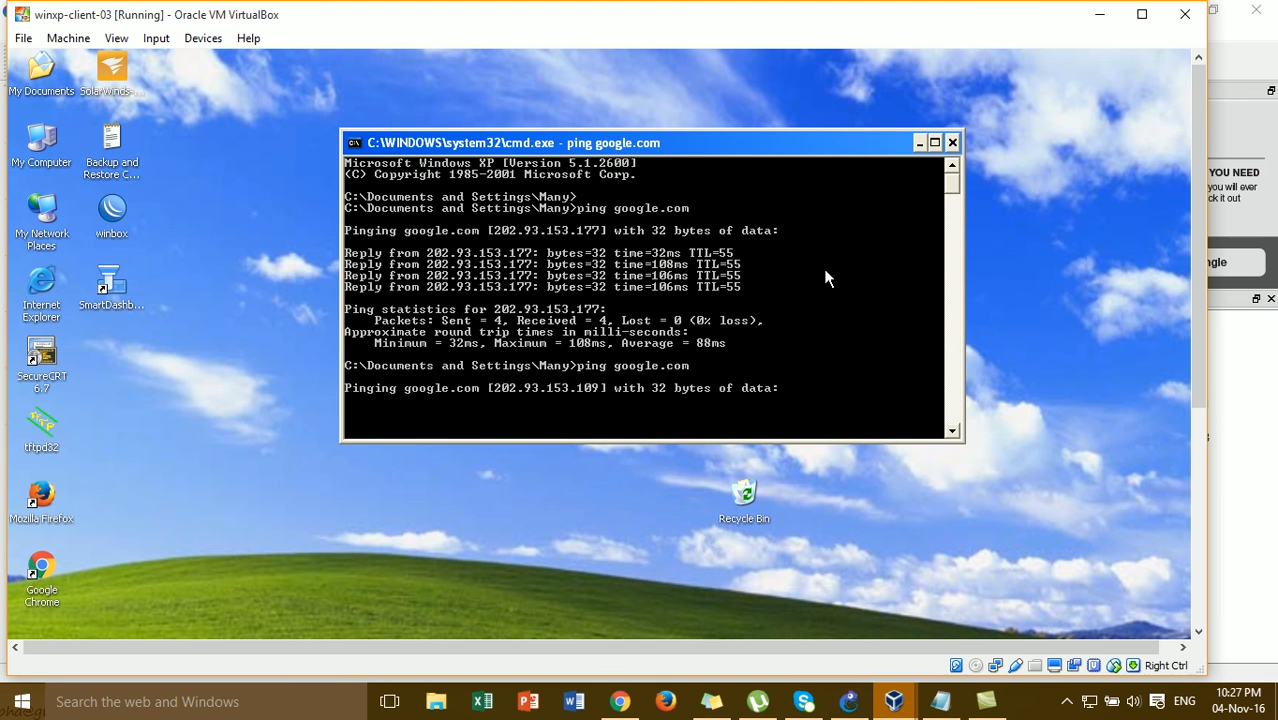 winxp-client-03 [Running] - Oracle VM VirtualBox
File Machine View Input Devices Help
My Documents
SolarWinds-...
My Computer
Backup and
Restore C...
My Network
Places
winbox
Internet
Explorer
SmartDashb...
SecureCRT
6.7
tftpd32
Mozilla Firefox
Google
Chrome
C:\WINDOWS\system32\cmd.exe - ping google.com
Microsoft Windows XP [Version 5.1.2600]
(C) Copyright 1985-2001 Microsoft Corp.
C:\Documents and Settings\Many>
C:\Documents and Settings\Many>ping google.com
Pinging google.com [202.93.153.177] with 32 bytes of data:
Reply from 202.93.153.177: bytes=32 time=32ms TTL=55
Reply from 202.93.153.177: bytes=32 time=108ms TTL=55
Reply from 202.93.153.177: bytes=32 time=106ms TTL=55
Reply from 202.93.153.177: bytes=32 time=106ms TTL=55
Ping statistics for 202.93.153.177:
Packets: Sent = 4, Received = 4, Lost = 0 (0% loss),
Approximate round trip times in milli-seconds:
Minimum = 32ms, Maximum = 108ms, Average = 88ms
C:\Documents and Settings\Many>ping google.com
Pinging google.com [202.93.153.109] with 32 bytes of data:
Recycle Bin
YOU NEED
you will ever
ck it out
ngle
Right Ctrl
Search the web and Windows
ENG
10:27 PM
04-Nov-16